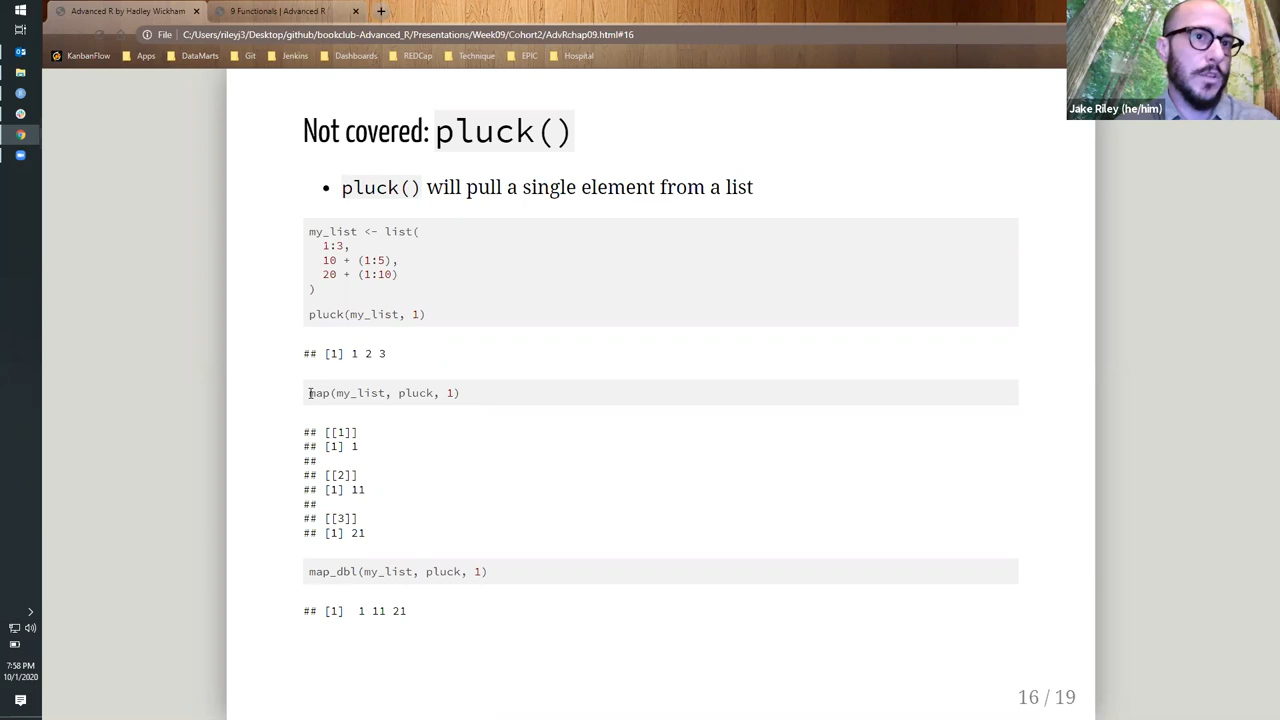 Advanced R by Hadley Wickham
9 Functionals | Advanced R
File
C:/Users/rileyj3/Desktop/github/bookclub-Advanced_R/Presentations/Week09/Cohort2/AdvRchap09.html#16
KanbanFlow
Apps
DataMarts
Git
Jenkins
Dashboards
REDCap
Technique
EPIC
Hospital
Jake Riley (he/him)
Not covered: pluck()
• pluck() will pull a single element from a list
my_list <- list(
1:3,
10 + (1:5),
20 + (1:10)
)
pluck(my_list, 1)
## [1] 1 2 3
map(my_list, pluck, 1)
## [[1]]
## [1] 1
##
## [[2]]
## [1] 11
##
## [[3]]
## [1] 21
map_dbl(my_list, pluck, 1)
## [1]  1 11 21
16 / 19
7:58 PM
10/1/2020